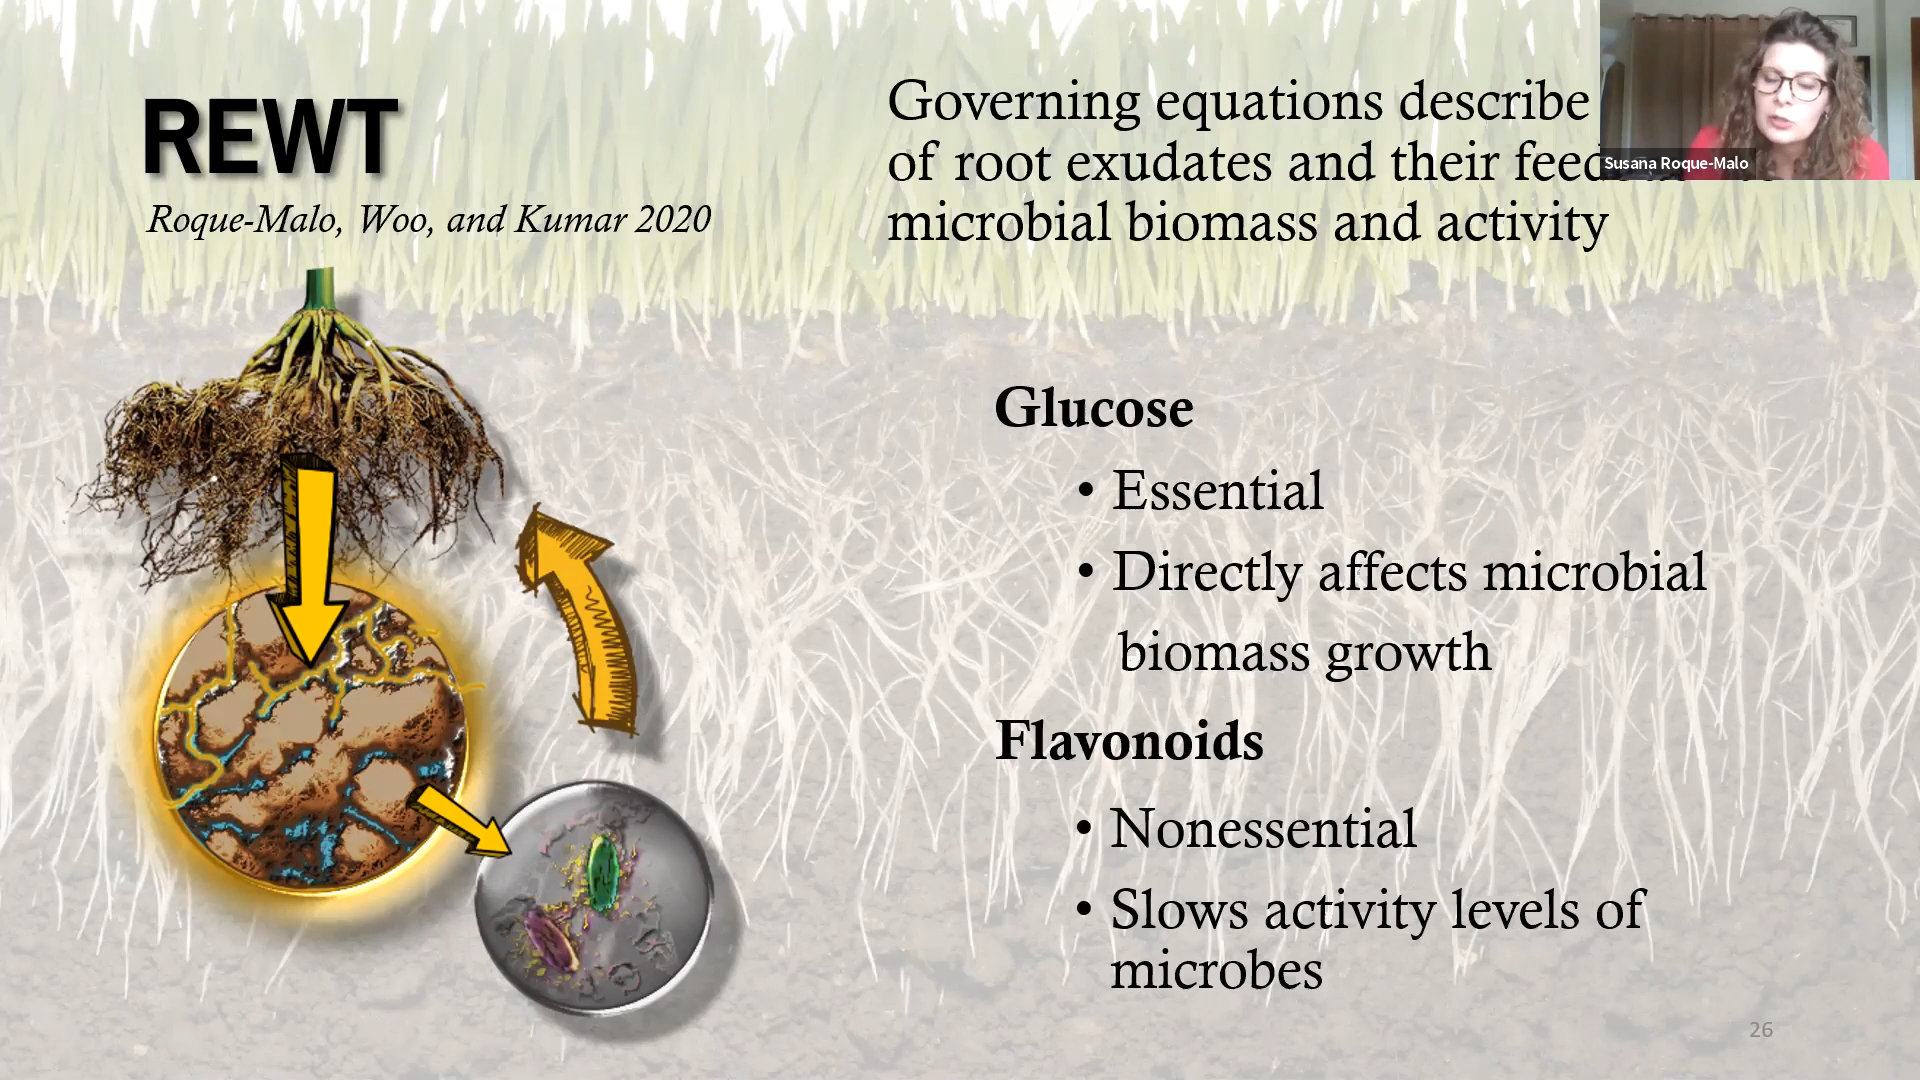 REWT
Roque-Malo, Woo, and Kumar 2020
Governing equations describe
of root exudates and their
microbial biomass and activity
Susana Roque-Malo
Glucose
• Essential
• Directly affects microbial
biomass growth
Flavonoids
• Nonessential
• Slows activity levels of
microbes
26